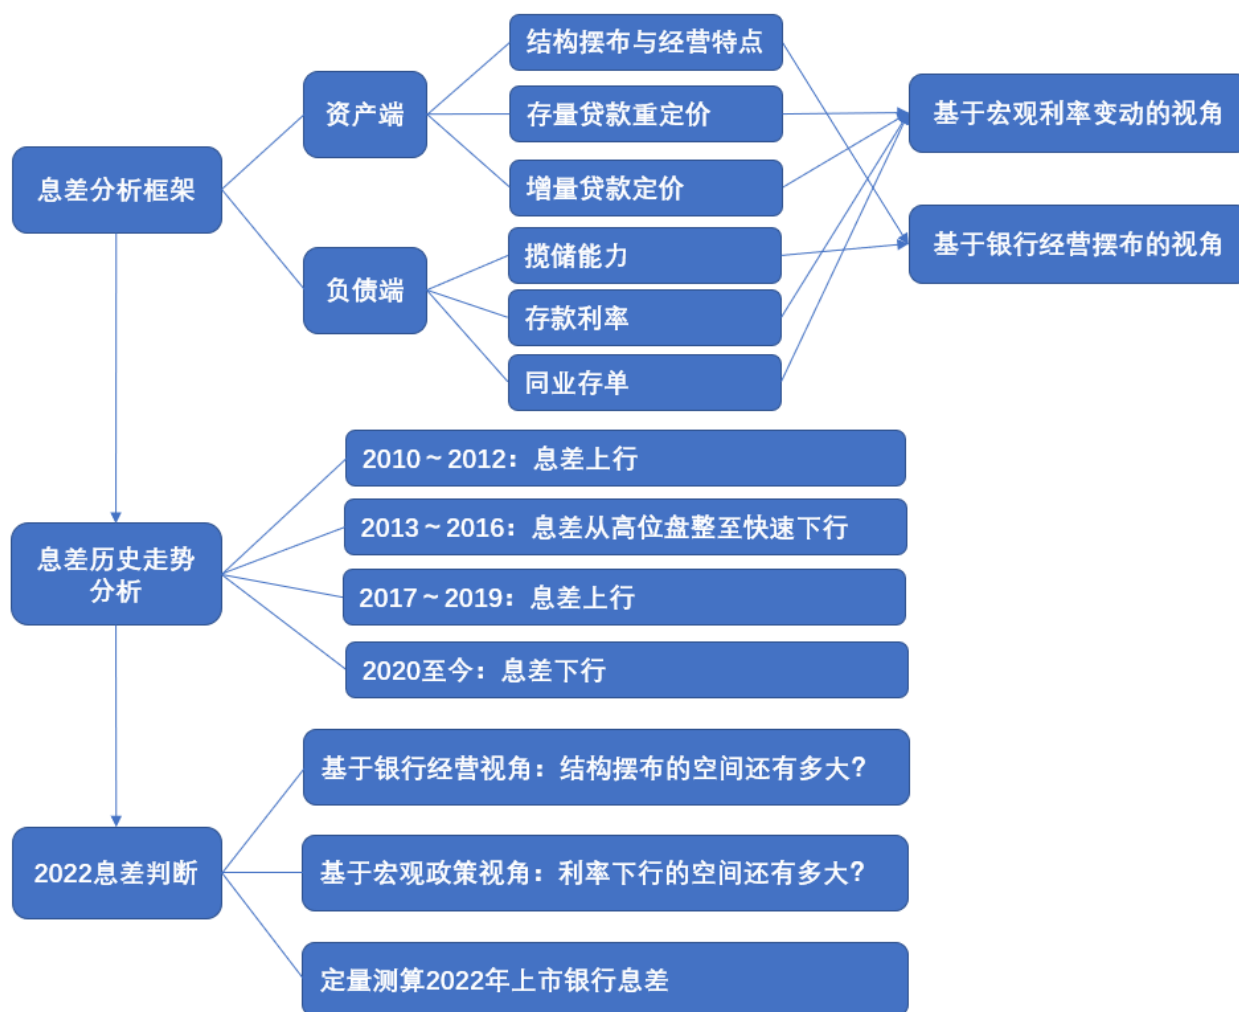 息差分析框架
资产端
结构摆布与经营特点
存量贷款重定价
增量贷款定价
基于宏观利率变动的视角
基于银行经营摆布的视角
负债端
揽储能力
存款利率
同业存单
息差历史走势
分析
2010～2012：息差上行
2013～2016：息差从高位盘整至快速下行
2017～2019：息差上行
2020至今：息差下行
2022息差判断
基于银行经营视角：结构摆布的空间还有多大？
基于宏观政策视角：利率下行的空间还有多大？
定量测算2022年上市银行息差